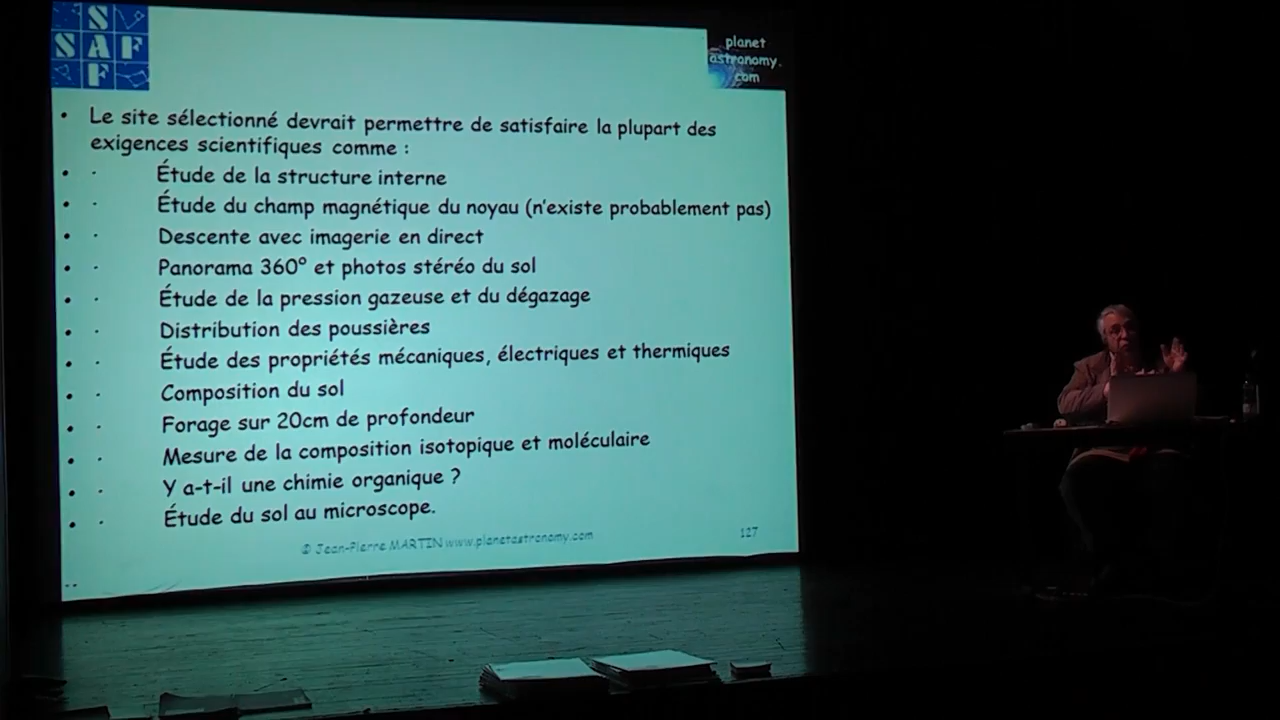 S
S A F
F
planet
astronomy.
com
• Le site sélectionné devrait permettre de satisfaire la plupart des
exigences scientifiques comme :
• · Étude de la structure interne
• · Étude du champ magnétique du noyau (n'existe probablement pas)
• · Descente avec imagerie en direct
• · Panorama 360° et photos stéréo du sol
• · Étude de la pression gazeuse et du dégazage
• · Distribution des poussières
• · Étude des propriétés mécaniques, électriques et thermiques
• · Composition du sol
• · Forage sur 20cm de profondeur
• · Mesure de la composition isotopique et moléculaire
• · Y a-t-il une chimie organique ?
• · Étude du sol au microscope.
© Jean-Pierre MARTIN www.planetastronomy.com
127